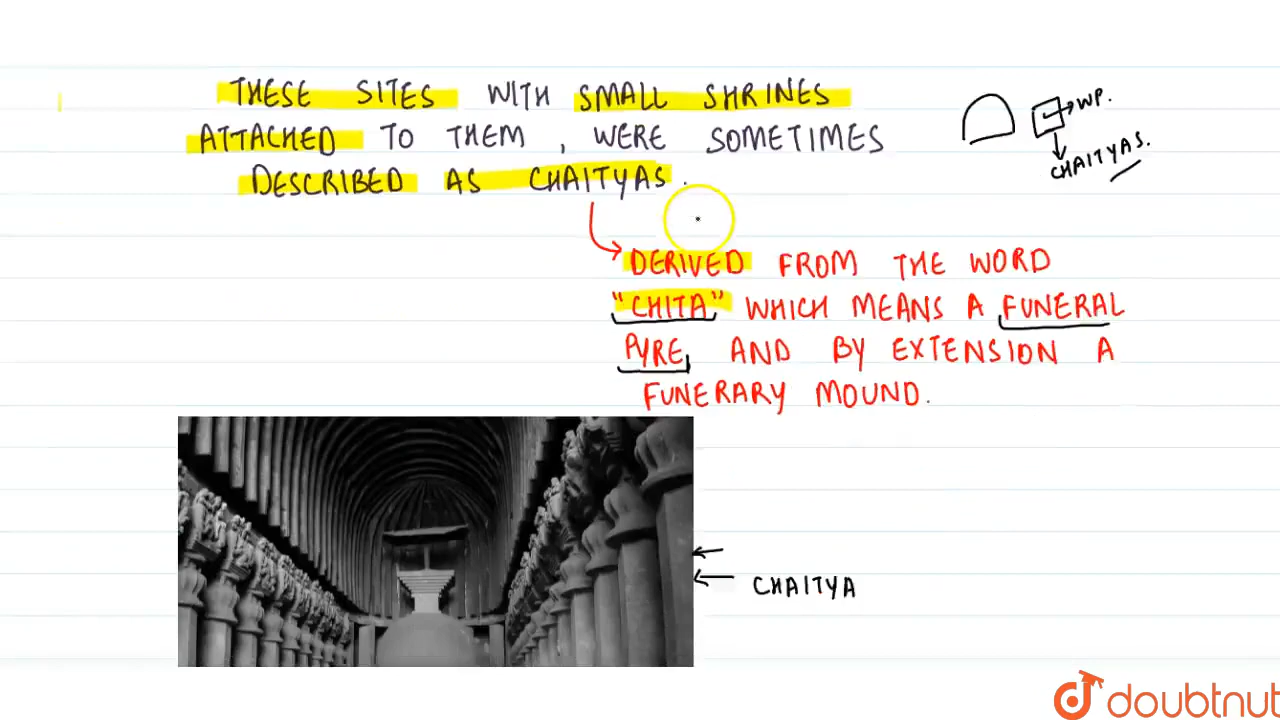 THESE SITES WITH SMALL SHRINES
ATTACHED TO THEM, WERE SOMETIMES
DESCRIBED AS CHAITYAS.
WP.
CHAITYAS.
DERIVED FROM THE WORD
"CHITA" WHICH MEANS A FUNERAL
PYRE, AND BY EXTENSION A
FUNERARY MOUND.
CHAITYA
doubtnut